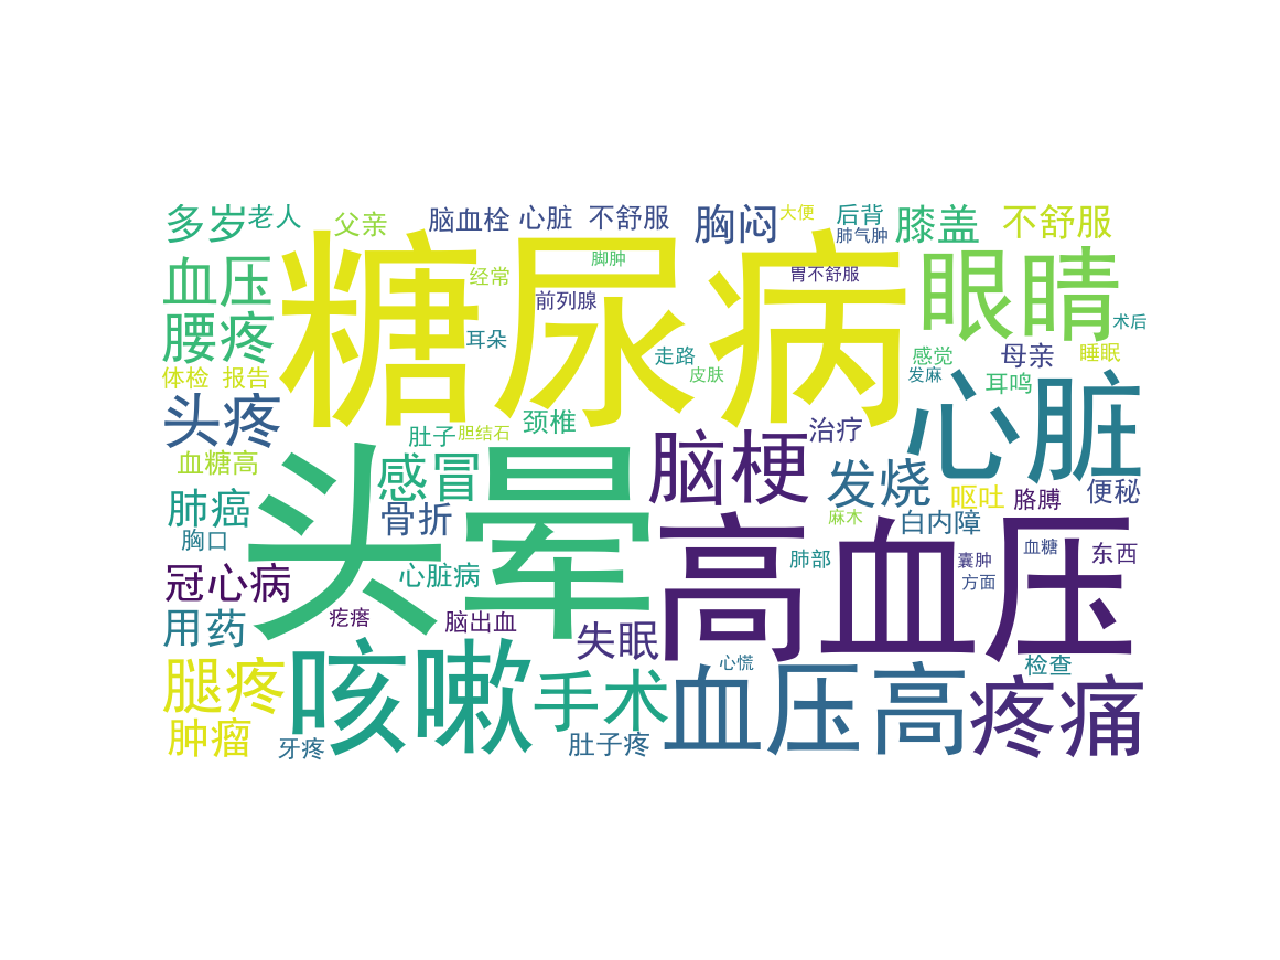 多岁 老人 父亲 脑血栓 心脏 不舒服 胸闷 大便 后背 膝盖 不舒服
肺气肿
血压 糖尿病 眼睛
经常 脚肿 胃不舒服
前列腺
腰疼 耳朵 走路 感觉 母亲 睡眠 术后
体检 报告 皮肤 发麻 耳鸣
头疼 颈椎 治疗 心脏
肚子 胆结石
血糖高 头晕 感冒 脑梗 发烧 呕吐 胳膊 便秘
肺癌 骨折 麻木 白内障
胸口 高血压 肺部 囊肿 血糖 东西
冠心病 心脏病 方面
用药 疙瘩 脑出血 失眠
腿疼 咳嗽 手术 血压高 心慌 检查 疼痛
肿瘤 牙疼 肚子疼